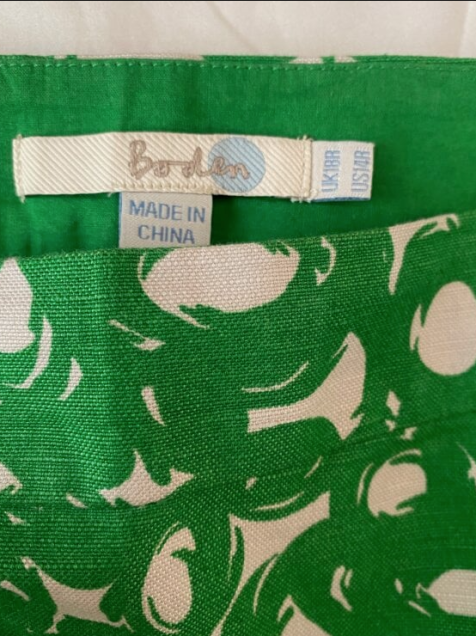 Boden
UK18R
US14R
MADE IN
CHINA